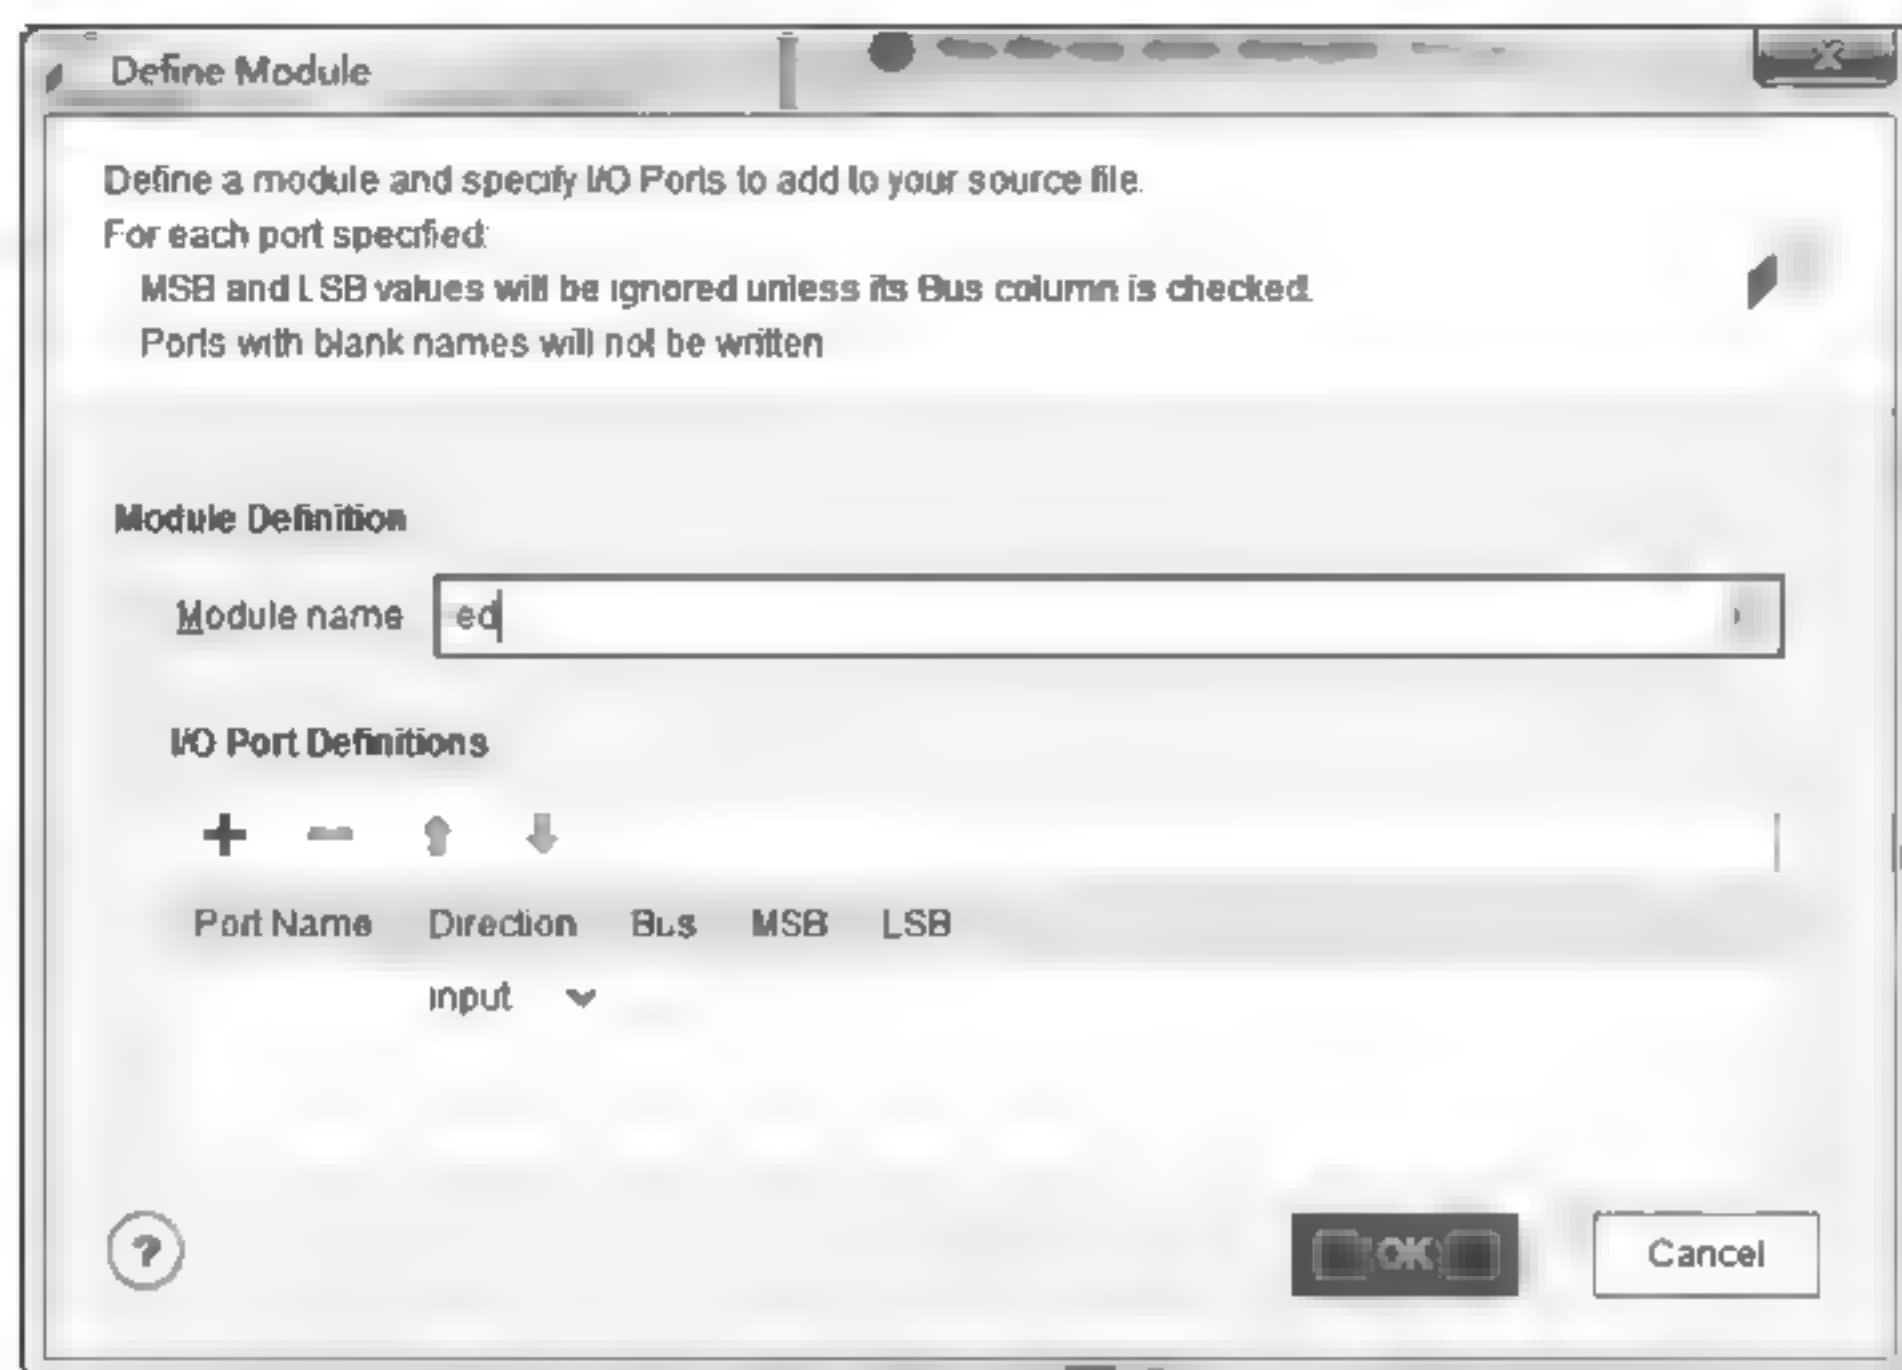 Define Module
Define a module and specify I/O Ports to add to your source file.
For each port specified:
MSB and LSB values will be ignored unless its Bus column is checked.
Ports with blank names will not be written
Module Definition
Module name
I/O Port Definitions
Port Name Direction Bus MSB LSB
input
? OK Cancel